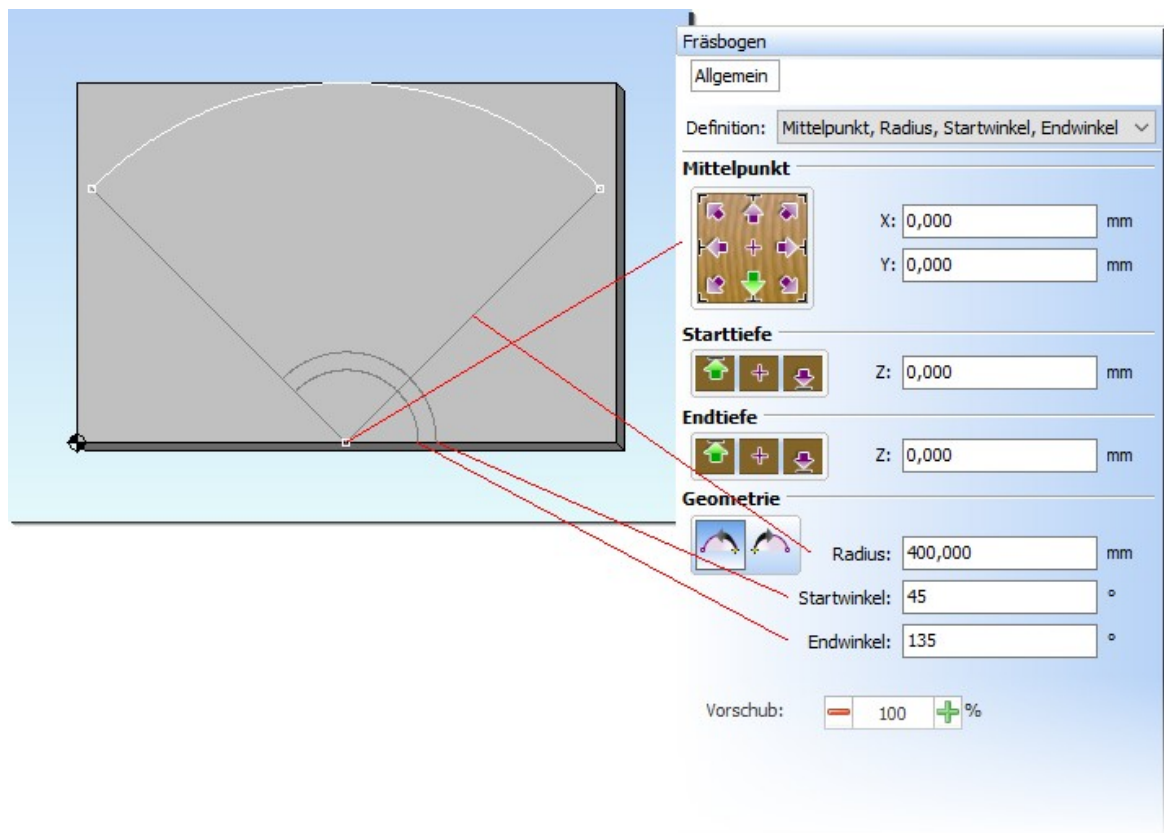 Fräsbogen
Allgemein
Definition: Mittelpunkt, Radius, Startwinkel, Endwinkel
Mittelpunkt
X: 0,000 mm
Y: 0,000 mm
Starttiefe
Z: 0,000 mm
Endtiefe
Z: 0,000 mm
Geometrie
Radius: 400,000 mm
Startwinkel: 45 °
Endwinkel: 135 °
Vorschub: 100 %